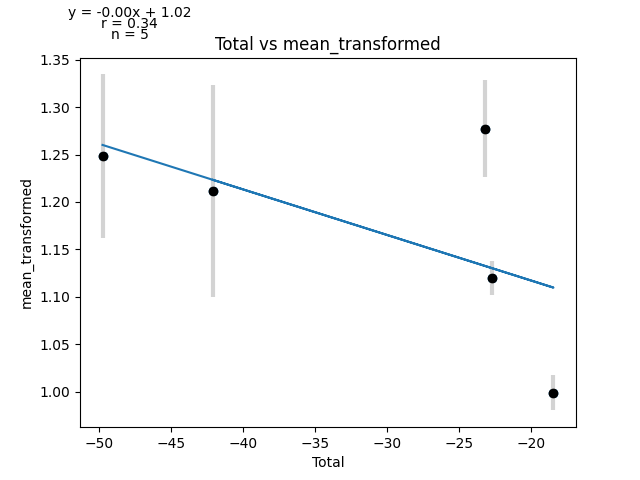 y = -0.00x + 1.02
r = 0.34
n = 5
Total vs mean_transformed
1.35
1.30
1.25
1.20
1.15
1.10
1.05
1.00
mean_transformed
−50
−45
−40
−35
−30
−25
−20
Total